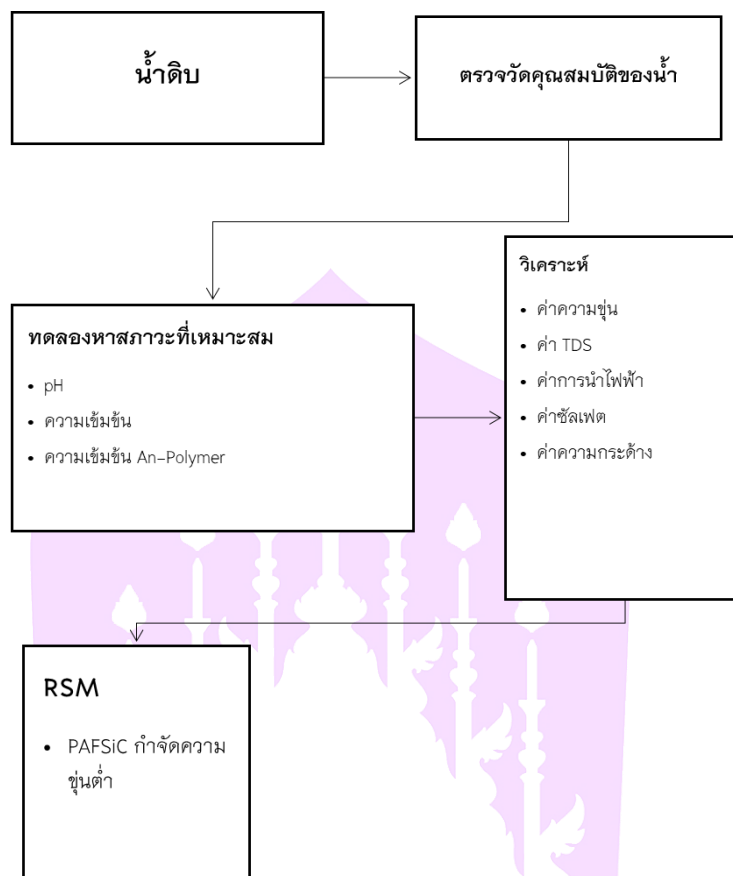 น้ำดิบ
ตรวจวัดคุณสมบัติของน้ำ
ทดลองหาสภาวะที่เหมาะสม
• pH
• ความเข้มข้น
• ความเข้มข้น An-Polymer
วิเคราะห์
• ค่าความขุ่น
• ค่า TDS
• ค่าการนำไฟฟ้า
• ค่าซัลเฟต
• ค่าความกระด้าง
RSM
• PAFSiC กำจัดความ
ขุ่นต่ำ